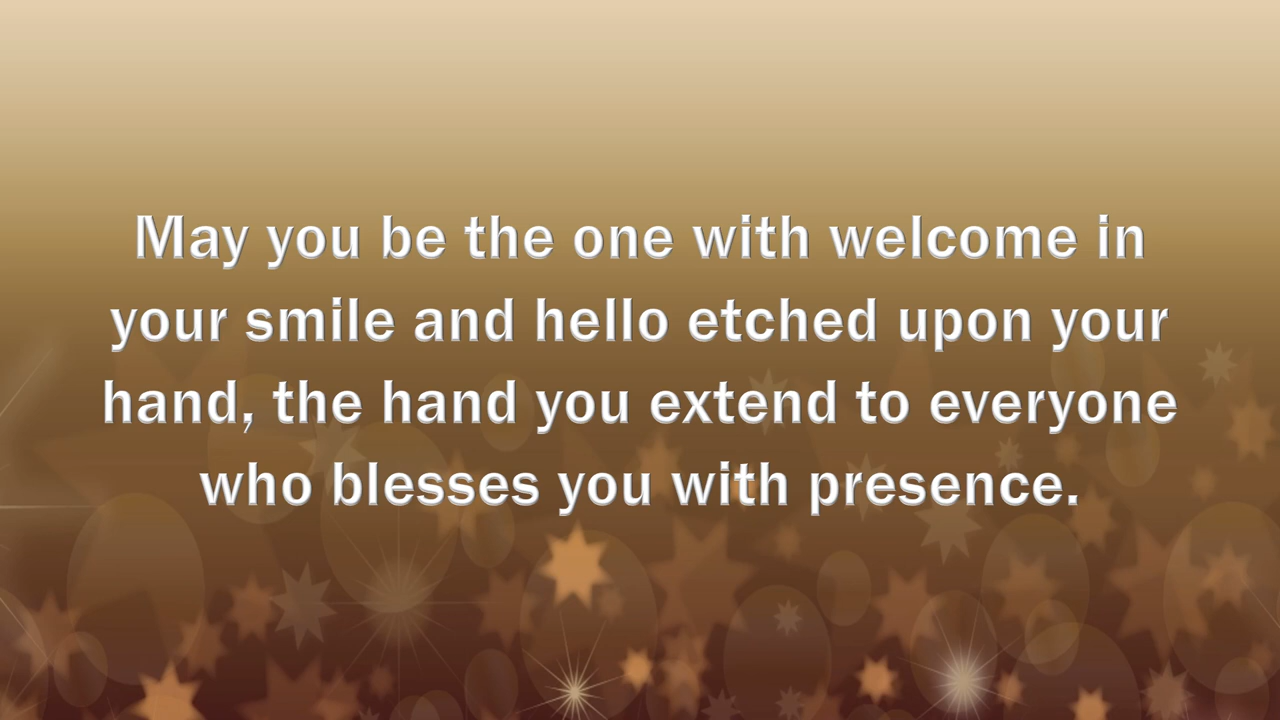 May you be the one with welcome in
your smile and hello etched upon your
hand, the hand you extend to everyone
who blesses you with presence.